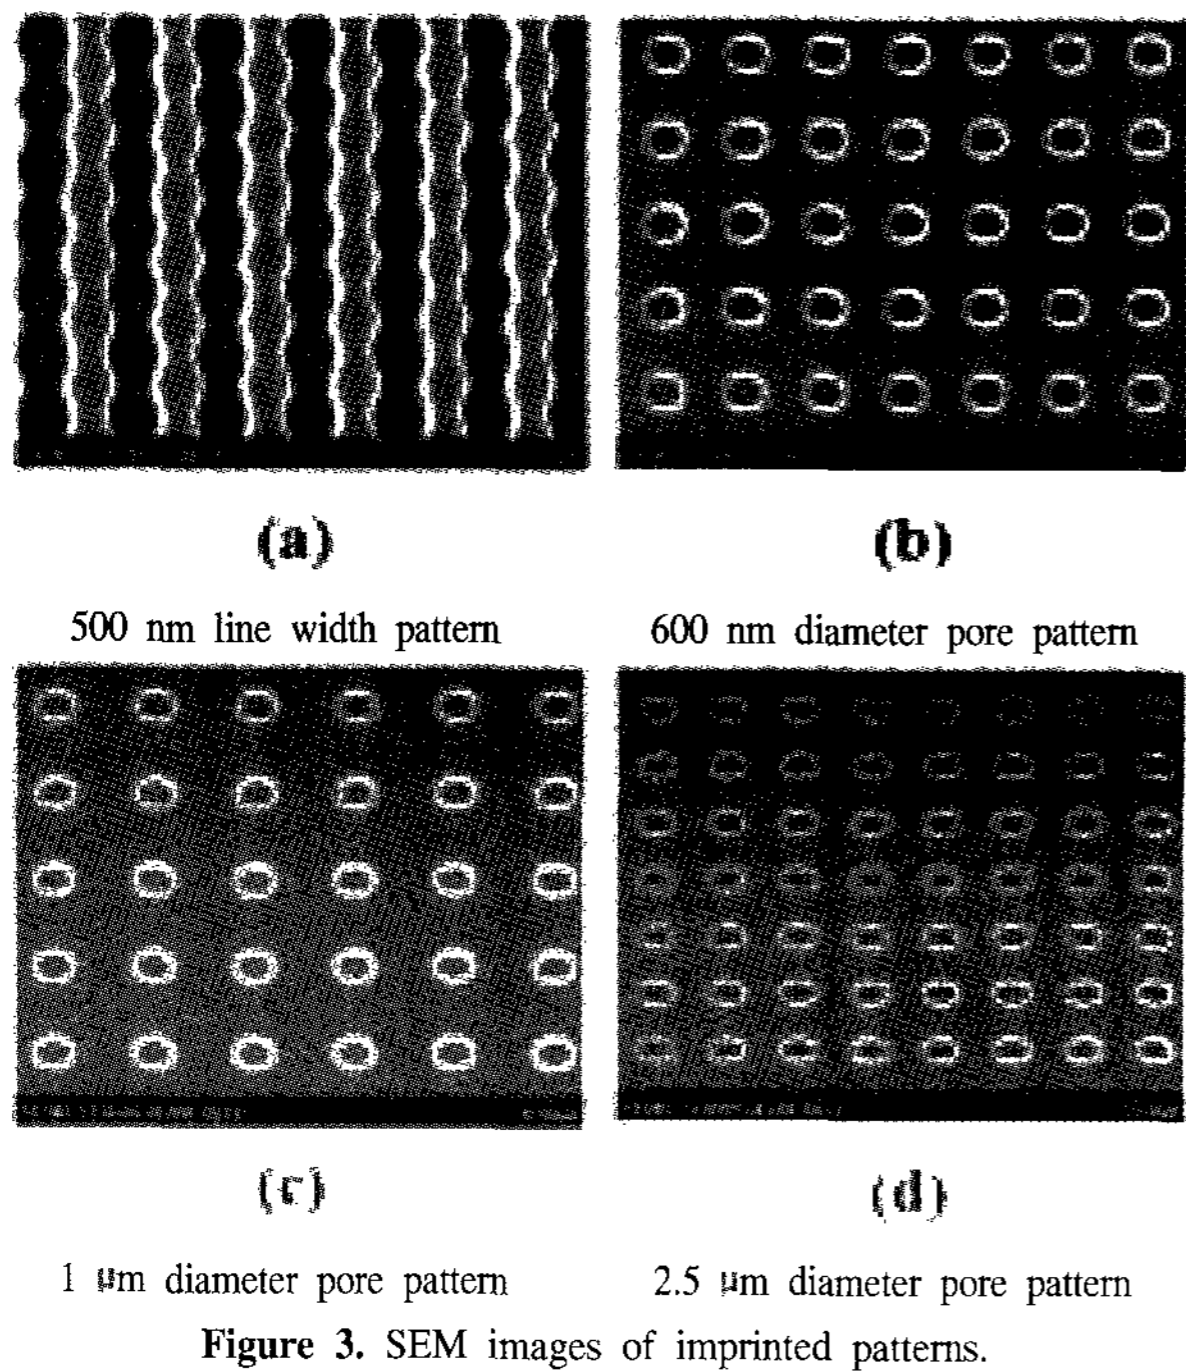 (a)
(b)
500 nm line width pattern
600 nm diameter pore pattern
(c)
(d)
1 μm diameter pore pattern
2.5 μm diameter pore pattern
Figure 3. SEM images of imprinted patterns.